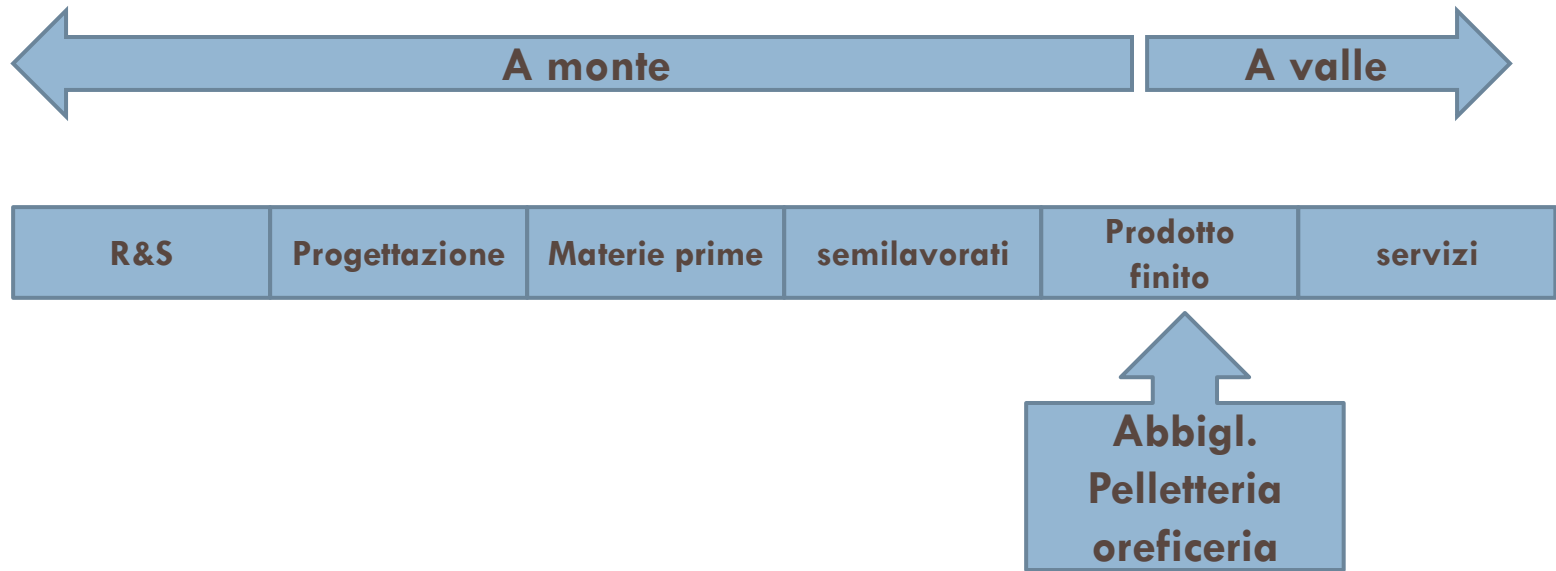 A monte
A valle
R&S
Progettazione
Materie prime
semilavorati
Prodotto
finito
servizi
Abbigl.
Pelletteria
oreficeria